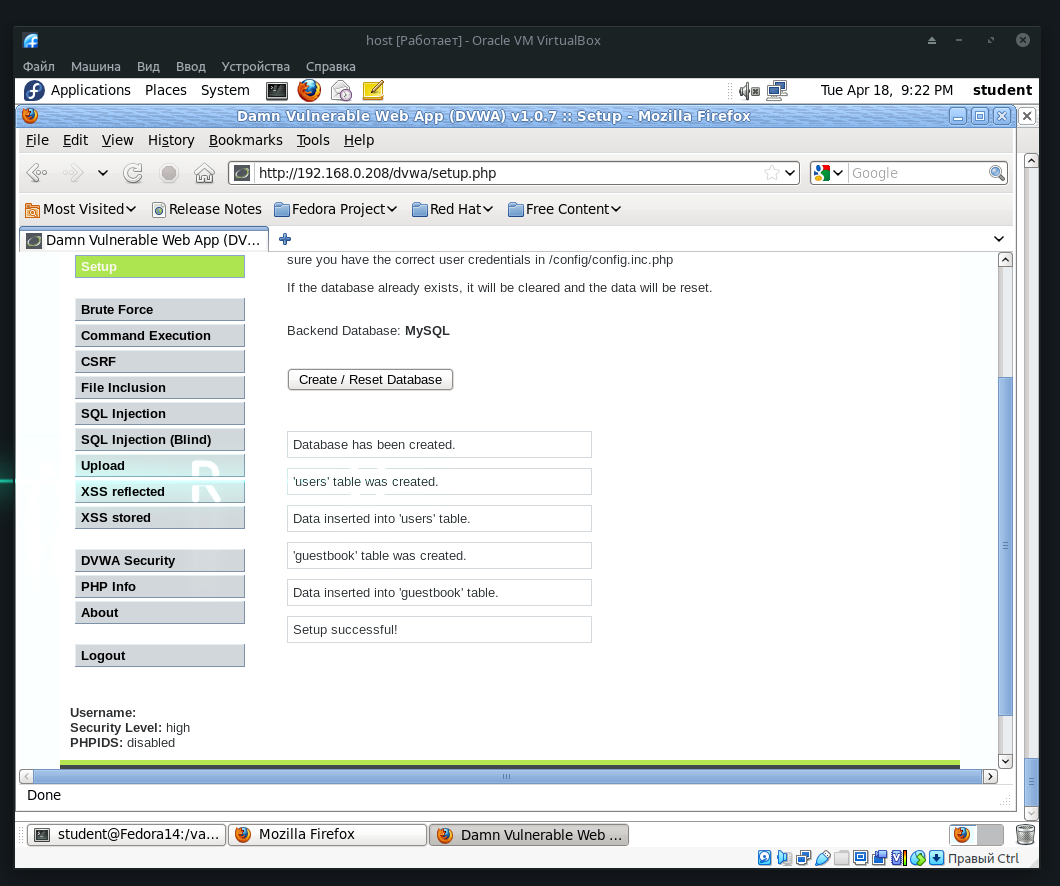 host [Работает] - Oracle VM VirtualBox
Файл Машина Вид Ввод Устройства Справка
Applications Places System Tue Apr 18, 9:22 PM student
Damn Vulnerable Web App (DVWA) v1.0.7 :: Setup - Mozilla Firefox
File Edit View History Bookmarks Tools Help
http://192.168.0.208/dvwa/setup.php Google
Most Visited Release Notes Fedora Project Red Hat Free Content
Damn Vulnerable Web App (DV...
Setup
sure you have the correct user credentials in /config/config.inc.php
If the database already exists, it will be cleared and the data will be reset.
Backend Database: MySQL
Create / Reset Database
Database has been created.
'users' table was created.
Data inserted into 'users' table.
'guestbook' table was created.
Data inserted into 'guestbook' table.
Setup successful!
Brute Force
Command Execution
CSRF
File Inclusion
SQL Injection
SQL Injection (Blind)
Upload
XSS reflected
XSS stored
DVWA Security
PHP Info
About
Logout
Username:
Security Level: high
PHPIDS: disabled
Done
student@Fedora14:/va... Mozilla Firefox Damn Vulnerable Web ...
Правый Ctrl